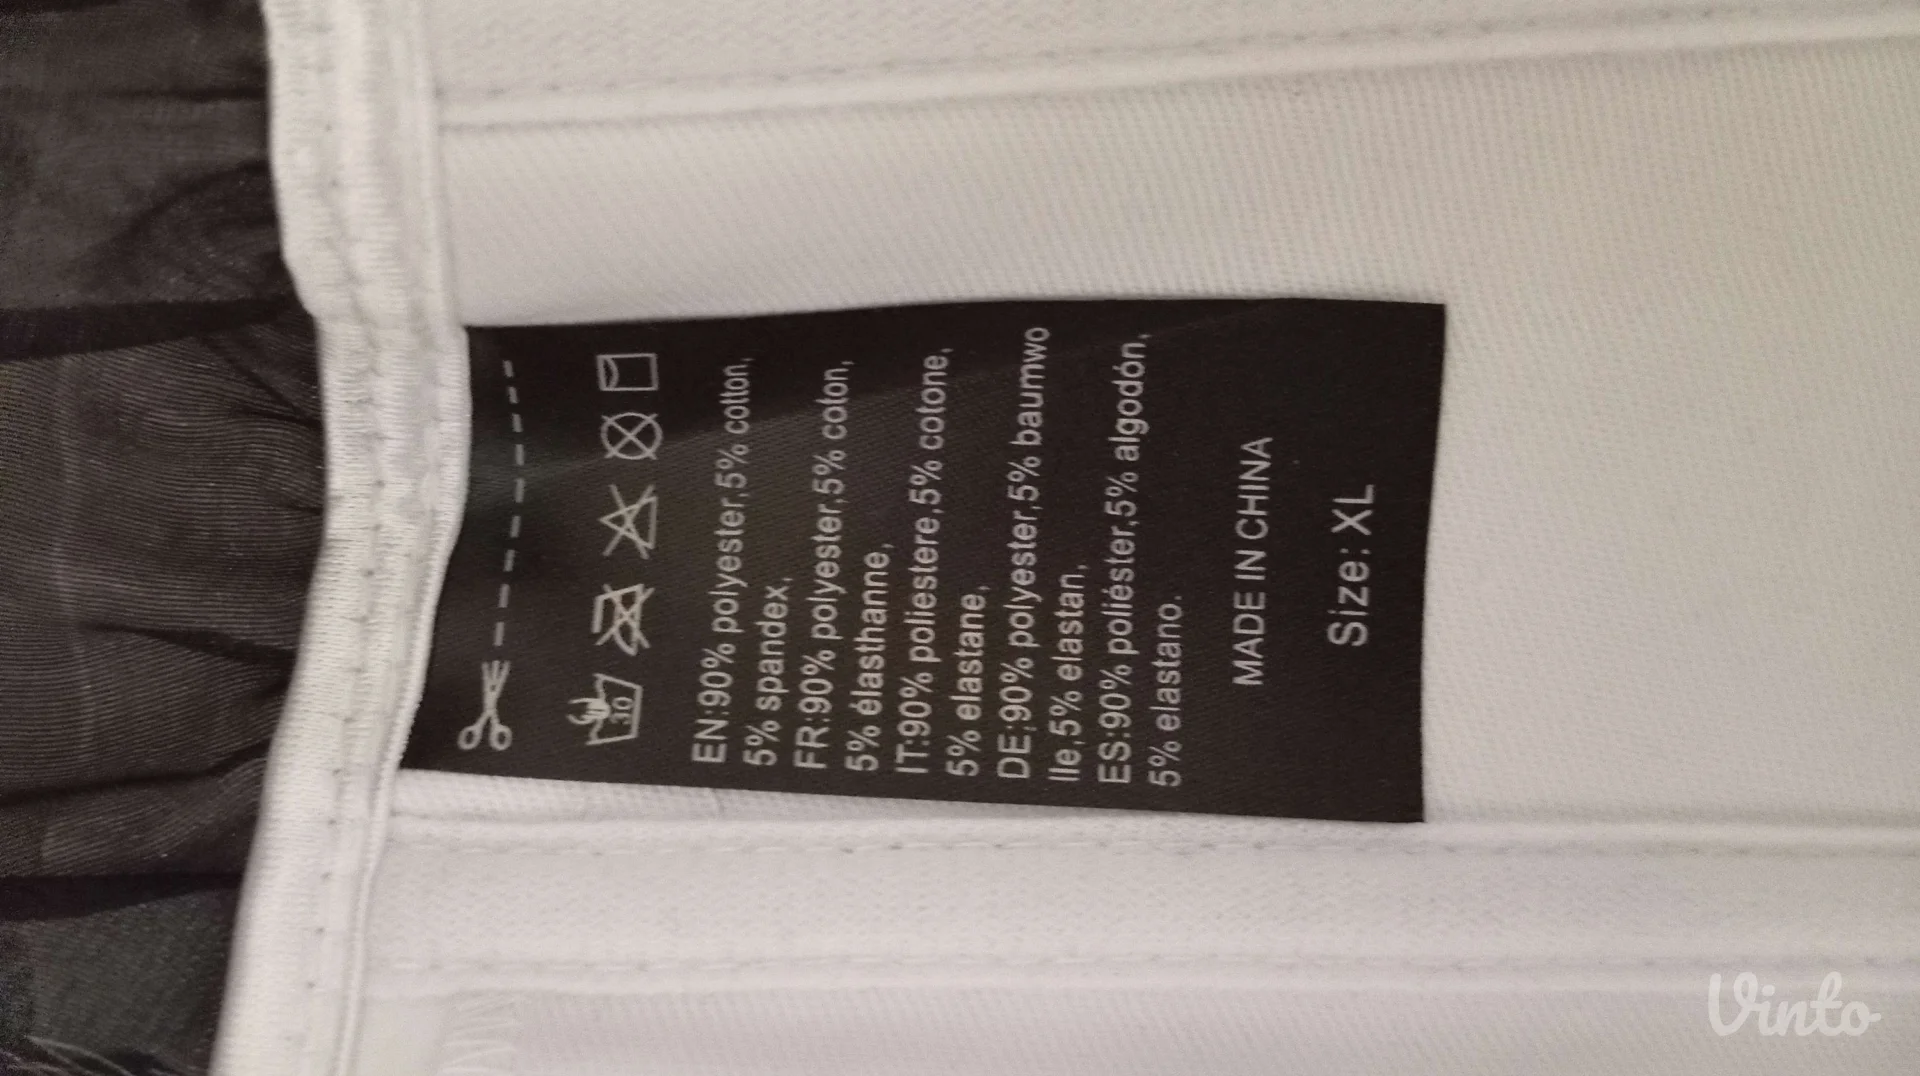 30
EN:90% polyester,5% cotton,
5% spandex,
FR:90% polyester,5% coton,
5% élasthanne,
IT:90% poliestere,5% cotone,
5% elastane,
DE;90% polyester,5% baumwo
lle,5% elastan,
ES:90% poliéster,5% algodón,
5% elastano.
MADE IN CHINA
Size: XL
Vinto